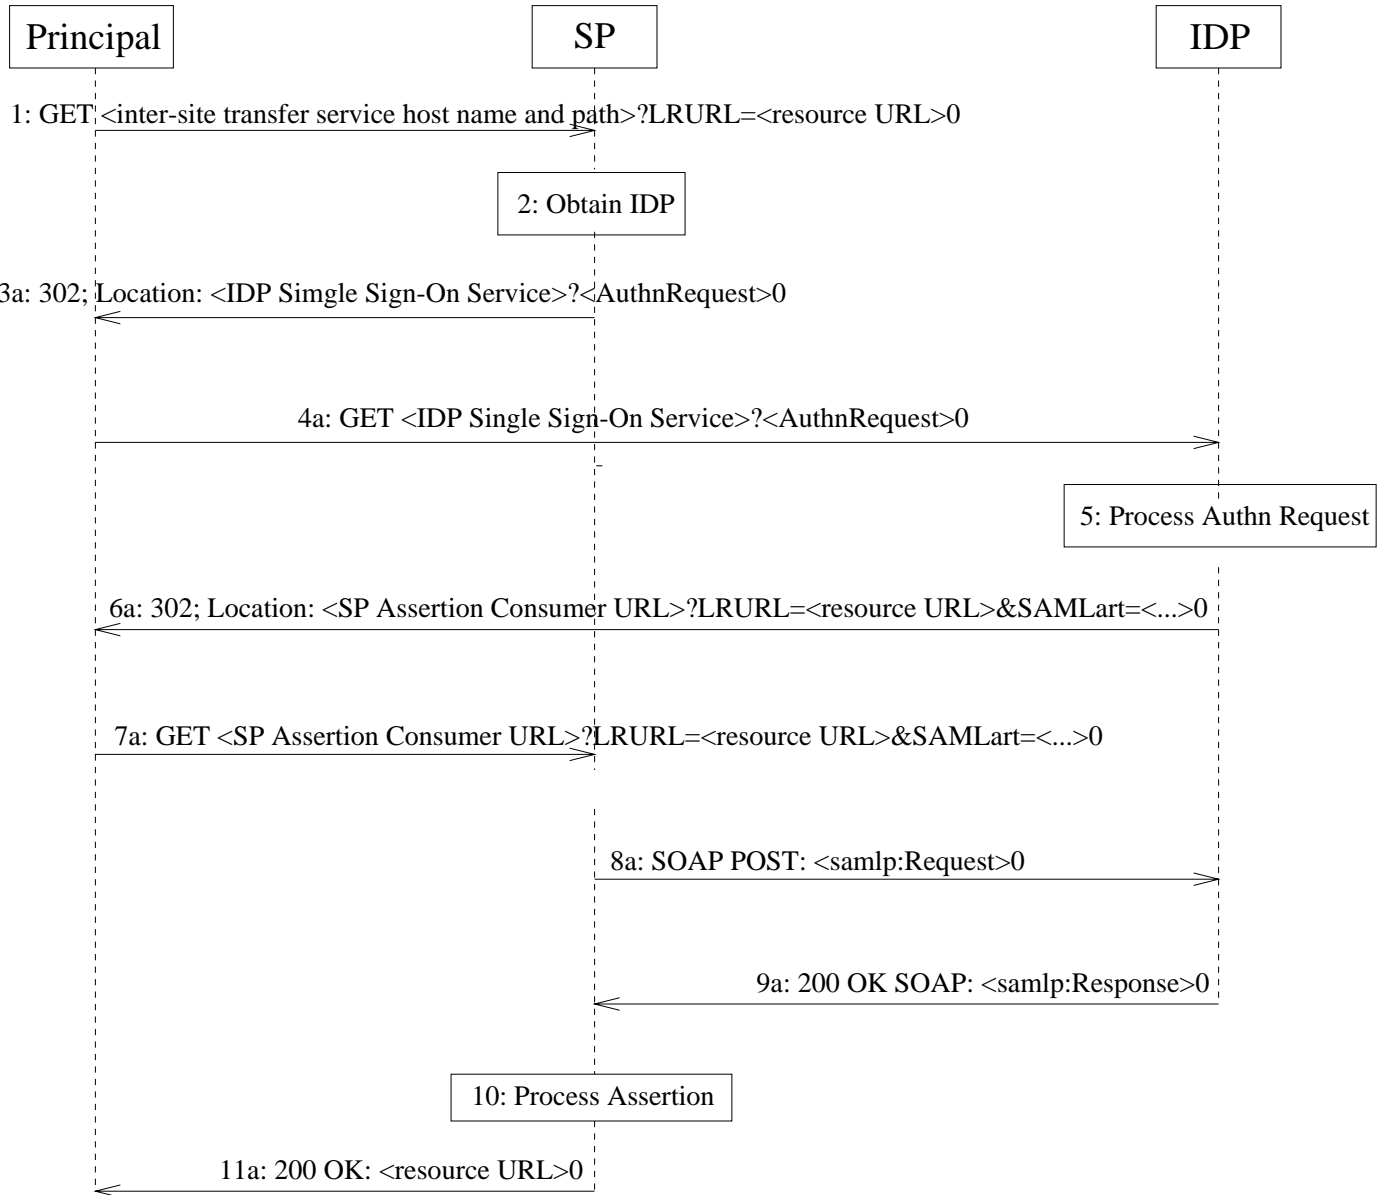 Principal
SP
IDP
1: GET <inter-site transfer service host name and path>?LRURL=<resource URL>0
2: Obtain IDP
3a: 302; Location: <IDP Simgle Sign-On Service>?<AuthnRequest>0
4a: GET <IDP Single Sign-On Service>?<AuthnRequest>0
5: Process Authn Request
6a: 302; Location: <SP Assertion Consumer URL>?LRURL=<resource URL>&SAMLart=<...>0
7a: GET <SP Assertion Consumer URL>?LRURL=<resource URL>&SAMLart=<...>0
8a: SOAP POST: <samlp:Request>0
9a: 200 OK SOAP: <samlp:Response>0
10: Process Assertion
11a: 200 OK: <resource URL>0